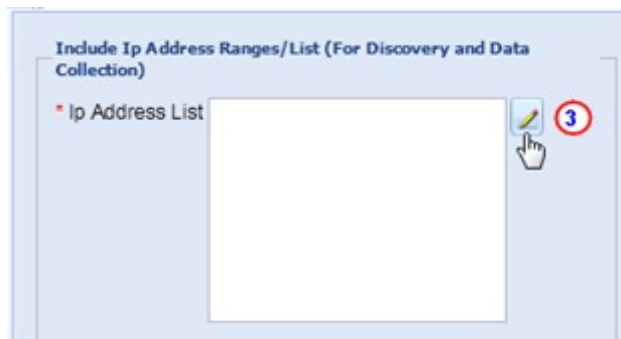 Include Ip Address Ranges/List (For Discovery and Data
Collection)
* Ip Address List
3